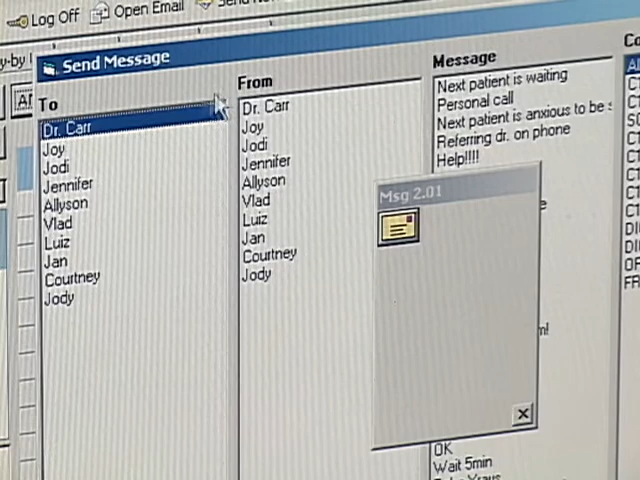 Log Off
Open Email
Send Message
To
Dr. Carr
Joy
Jodi
Jennifer
Allyson
Vlad
Luiz
Jan
Courtney
Jody
From
Dr. Carr
Joy
Jodi
Jennifer
Allyson
Vlad
Luiz
Jan
Courtney
Jody
Message
Next patient is waiting
Personal call
Next patient is anxious to be
Referring dr. on phone
Help!!!!
Msg 2.01
OK
Wait 5min